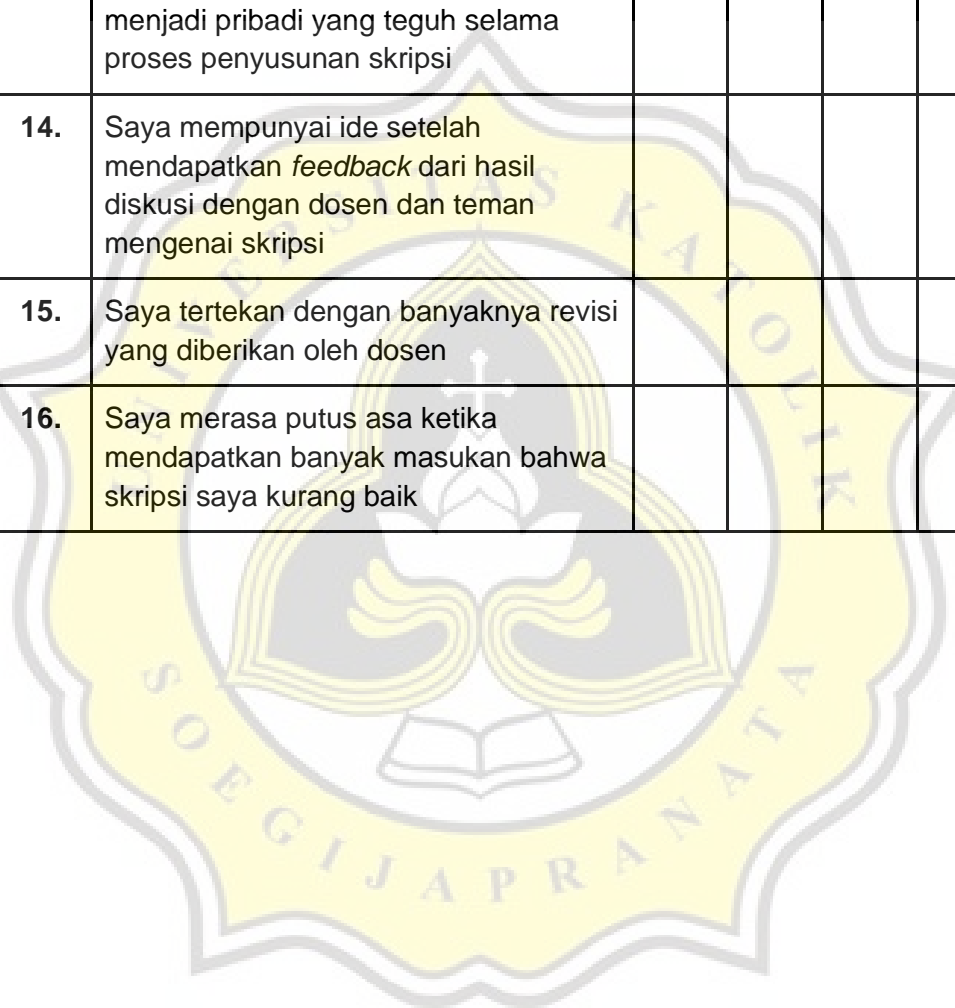 menjadi pribadi yang teguh selama
proses penyusunan skripsi
14. Saya mempunyai ide setelah
mendapatkan feedback dari hasil
diskusi dengan dosen dan teman
mengenai skripsi
15. Saya tertekan dengan banyaknya revisi
yang diberikan oleh dosen
16. Saya merasa putus asa ketika
mendapatkan banyak masukan bahwa
skripsi saya kurang baik
UNIVERSITAS KATOLIK
SOEGIJAPRANATA